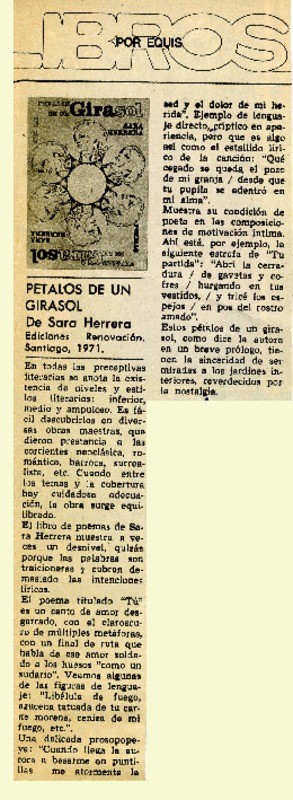 LIBROS
POR EQUIS
Girasol
SARA
HERRERA
PETALOS DE UN
GIRASOL
De Sara Herrera
Ediciones Renovación,
Santiago, 1971.
En todas las preceptivas
literarias se anota la exis-
tencia de niveles y esti-
los literarios: inferior,
medio y ampuloso. Es fá-
cil descubrirlos en diver-
sas obras maestras, que
dieron prestancia a las
corrientes neoclásica, ro-
mántica, barroca, surrea-
lista, etc. Cuando entre
los temas y la cobertura
hay cuidadosa adecua-
ción, la obra surge equi-
librada.
El libro de poemas de Sa-
ra Herrera muestra a ve-
ces un desnivel, quizás
porque las palabras son
traicioneras y cubren de-
masiado las intenciones
líricas.
El poema titulado "Tú"
es un canto de amor des-
garrado, con el claroscu-
ro de múltiples metáforas,
con un final de ruta que
habla de ese amor solda-
do a los huesos "como un
sudario". Veamos algunas
de las figuras de lengua-
je: "Libélula de fuego,
azucena tatuada de tu car-
ne morena, ceniza de mi
fuego, etc.".
Una delicada prosopope-
ya: "Cuando llega la au-
rora a besarme en punti-
llas me atormenta la
sed y el dolor de mi he-
rida". Ejemplo de lengua-
je directo, críptico en apa-
riencia, pero que es algo
así como el estallido líri-
co de la canción: "Qué
cegado se queda el pozo
de mi granja / desde que
tu pupila se adentró en
mi alma".
Muestra su condición de
poeta en las composicio-
nes de motivación íntima.
Ahí está, por ejemplo, la
siguiente estrofa de "Tu
partida": "Abrí la cerra-
dura / de gavetas y co-
fres / hurgando en tus
vestidos, / y tricé los es-
pejos / en pos del rostro
amado".
Estos pétalos de un gira-
sol, como dice la autora
en un breve prólogo, tie-
nen la sinceridad de ser
miradas a los jardines in-
teriores, reverdecidos por
la nostalgia.